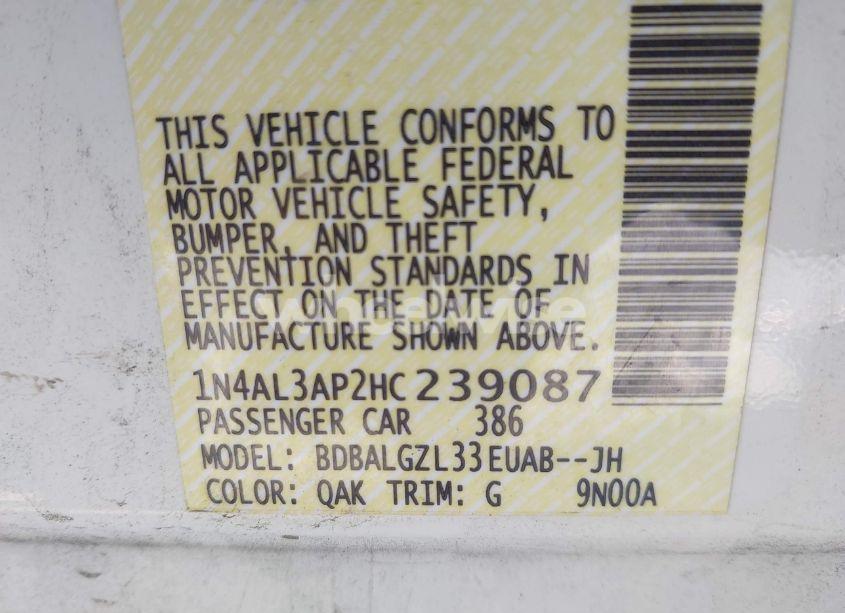 THIS VEHICLE CONFORMS TO
ALL APPLICABLE FEDERAL
MOTOR VEHICLE SAFETY,
BUMPER, AND THEFT
PREVENTION STANDARDS IN
EFFECT ON THE DATE OF
MANUFACTURE SHOWN ABOVE.
1N4AL3AP2HC239087
PASSENGER CAR 386
MODEL: BDBALGZL33EUAB--JH
COLOR: QAK TRIM: G 9N00A